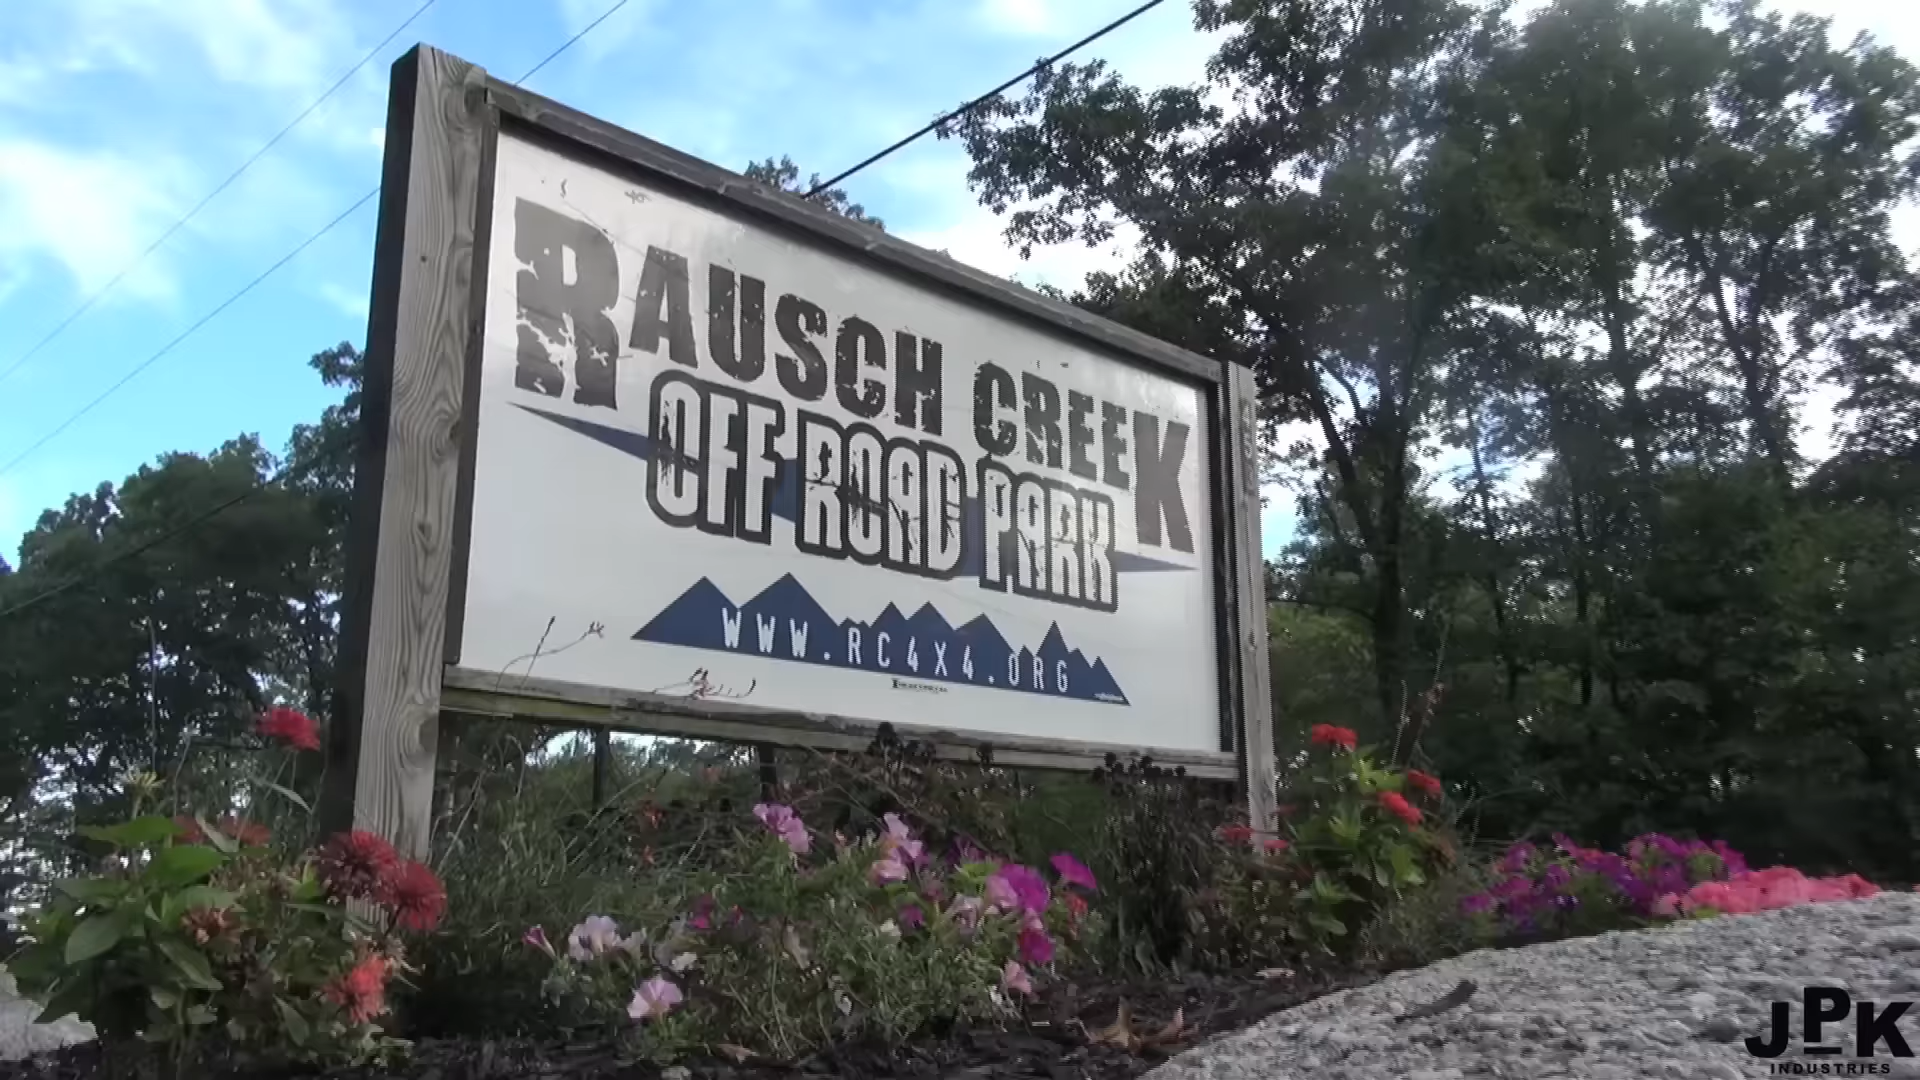 RAUSCH CREEK
OFF ROAD PARK
WWW.RC4X4.ORG
JPK
INDUSTRIES